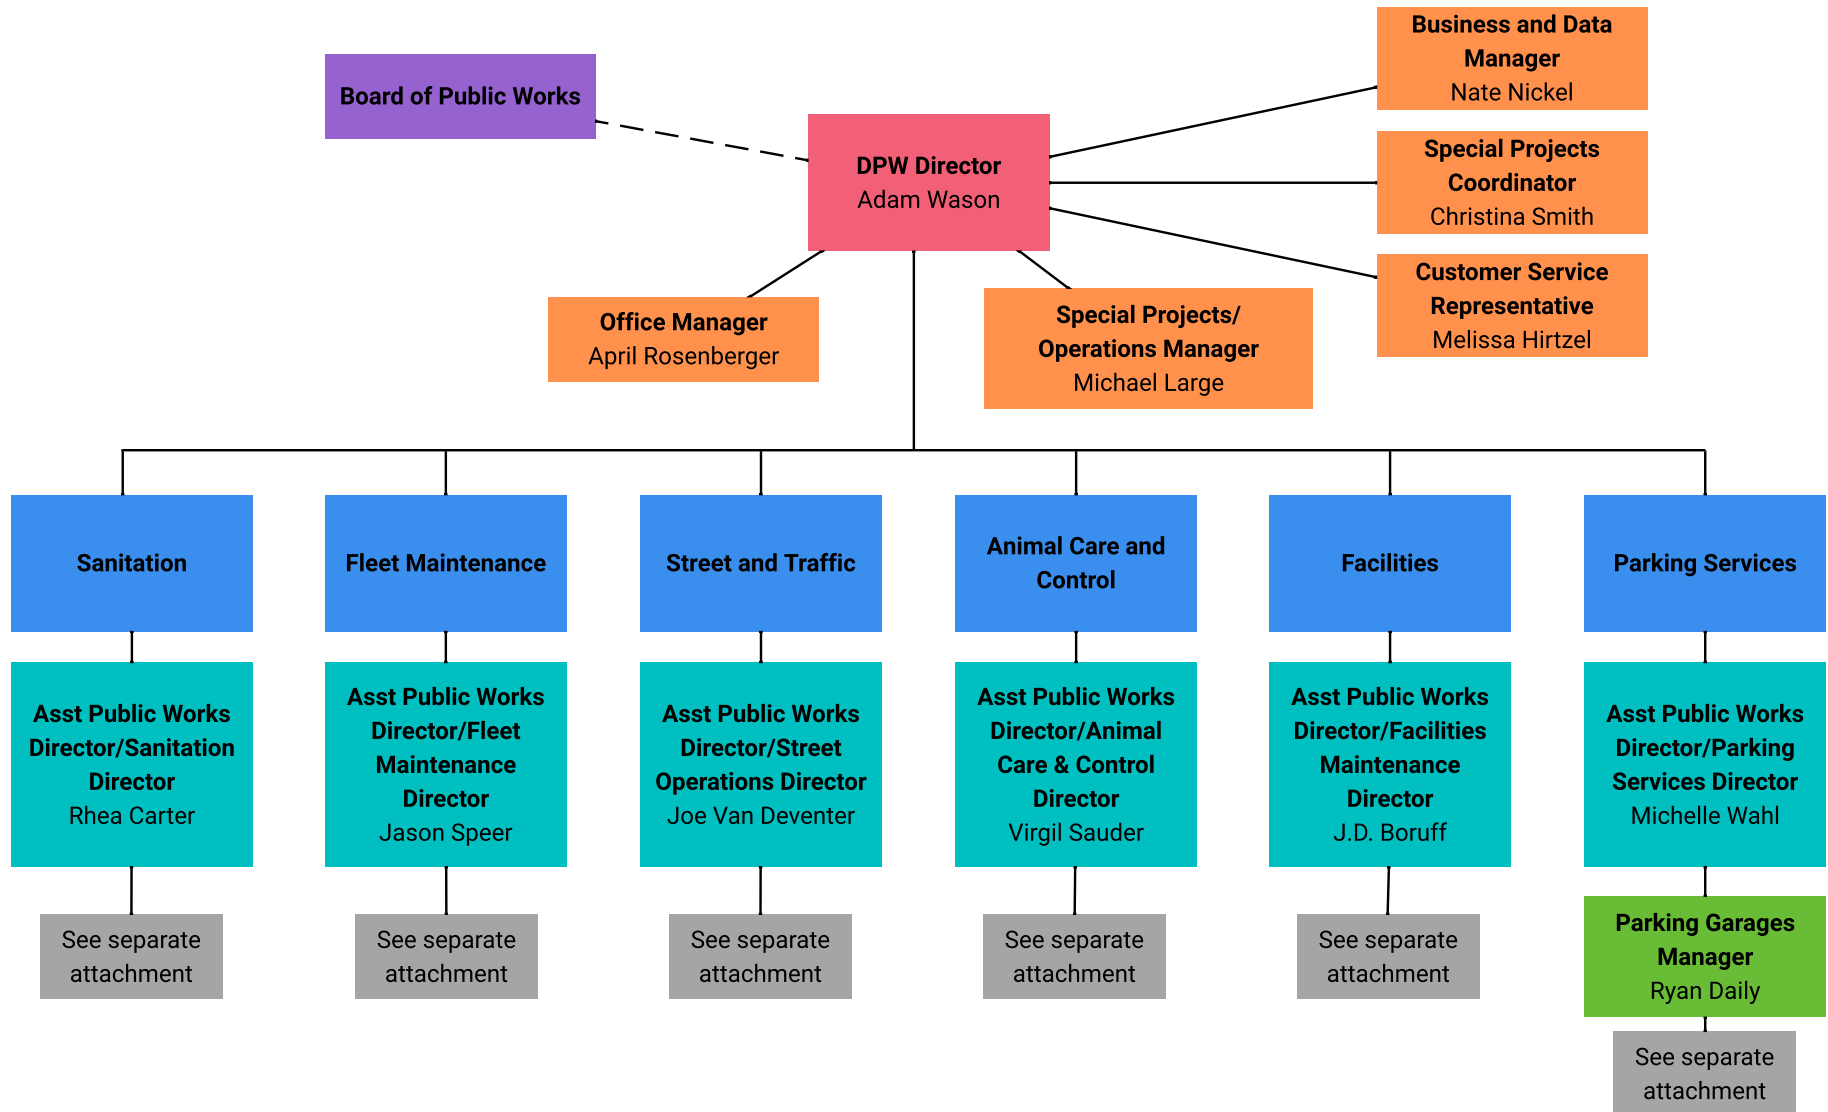 Board of Public Works
DPW Director
Adam Wason
Business and Data
Manager
Nate Nickel
Special Projects
Coordinator
Christina Smith
Customer Service
Representative
Melissa Hirtzel
Office Manager
April Rosenberger
Special Projects/
Operations Manager
Michael Large
Sanitation
Fleet Maintenance
Street and Traffic
Animal Care and
Control
Facilities
Parking Services
Asst Public Works
Director/Sanitation
Director
Rhea Carter
Asst Public Works
Director/Fleet
Maintenance
Director
Jason Speer
Asst Public Works
Director/Street
Operations Director
Joe Van Deventer
Asst Public Works
Director/Animal
Care & Control
Director
Virgil Sauder
Asst Public Works
Director/Facilities
Maintenance
Director
J.D. Boruff
Asst Public Works
Director/Parking
Services Director
Michelle Wahl
See separate
attachment
See separate
attachment
See separate
attachment
See separate
attachment
See separate
attachment
Parking Garages
Manager
Ryan Daily
See separate
attachment